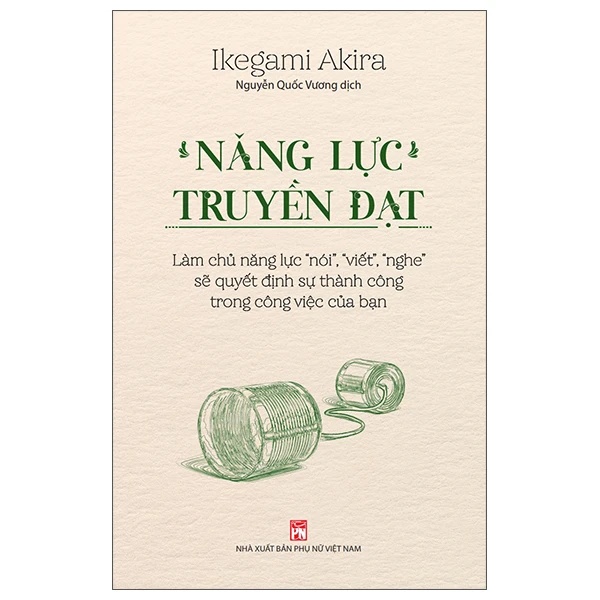 Ikegami Akira
Nguyễn Quốc Vương dịch
NĂNG LỰC
TRUYỀN ĐẠT
Làm chủ năng lực "nói", "viết", "nghe"
sẽ quyết định sự thành công
trong công việc của bạn
PN
NHÀ XUẤT BẢN PHỤ NỮ VIỆT NAM